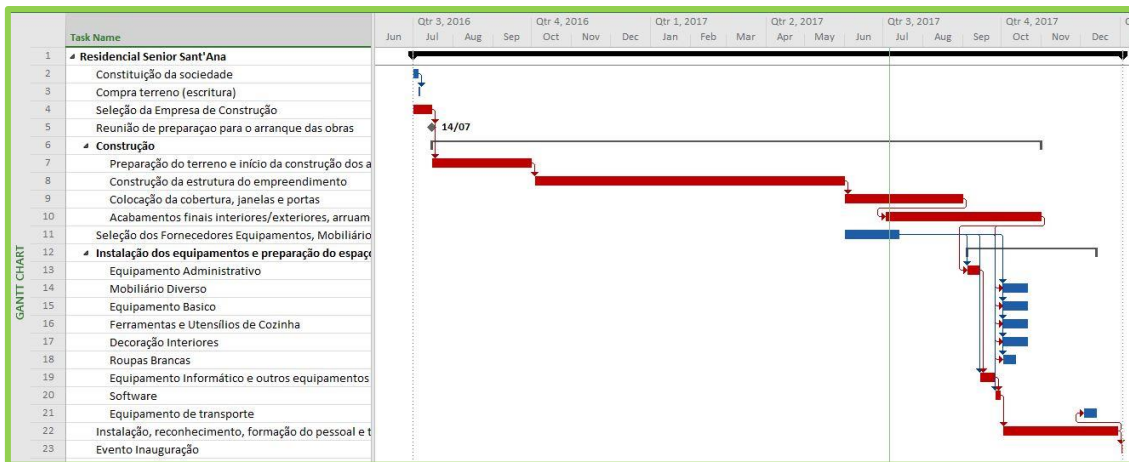 Qtr 3, 2016 Qtr 4, 2016 Qtr 1, 2017 Qtr 2, 2017 Qtr 3, 2017 Qtr 4, 2017
Task Name Jun Jul Aug Sep Oct Nov Dec Jan Feb Mar Apr May Jun Jul Aug Sep Oct Nov Dec
1 Residencial Senior Sant'Ana
2 Constituição da sociedade
3 Compra terreno (escritura)
4 Seleção da Empresa de Construção
5 Reunião de preparaçao para o arranque das obras 14/07
6 Construção
7 Preparação do terreno e início da construção dos a
8 Construção da estrutura do empreendimento
9 Colocação da cobertura, janelas e portas
10 Acabamentos finais interiores/exteriores, arruam
11 Seleção dos Fornecedores Equipamentos, Mobiliário
12 Instalação dos equipamentos e preparação do espaço
13 Equipamento Administrativo
14 Mobiliário Diverso
15 Equipamento Basico
16 Ferramentas e Utensílios de Cozinha
17 Decoração Interiores
18 Roupas Brancas
19 Equipamento Informático e outros equipamentos
20 Software
21 Equipamento de transporte
22 Instalação, reconhecimento, formação do pessoal e t
23 Evento Inauguração
GANTT CHART